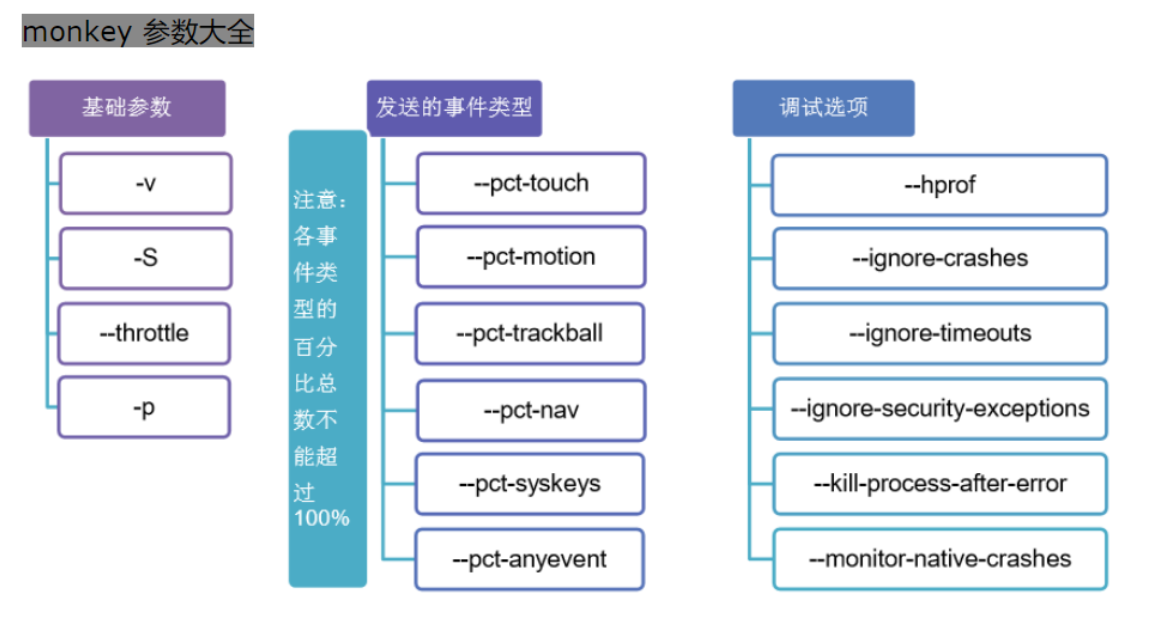 monkey 参数大全
基础参数
-v
-S
--throttle
-p
发送的事件类型
注意：
各事
件类
型的
百分
比总
数不
能超
过
100%
--pct-touch
--pct-motion
--pct-trackball
--pct-nav
--pct-syskeys
--pct-anyevent
调试选项
--hprof
--ignore-crashes
--ignore-timeouts
--ignore-security-exceptions
--kill-process-after-error
--monitor-native-crashes